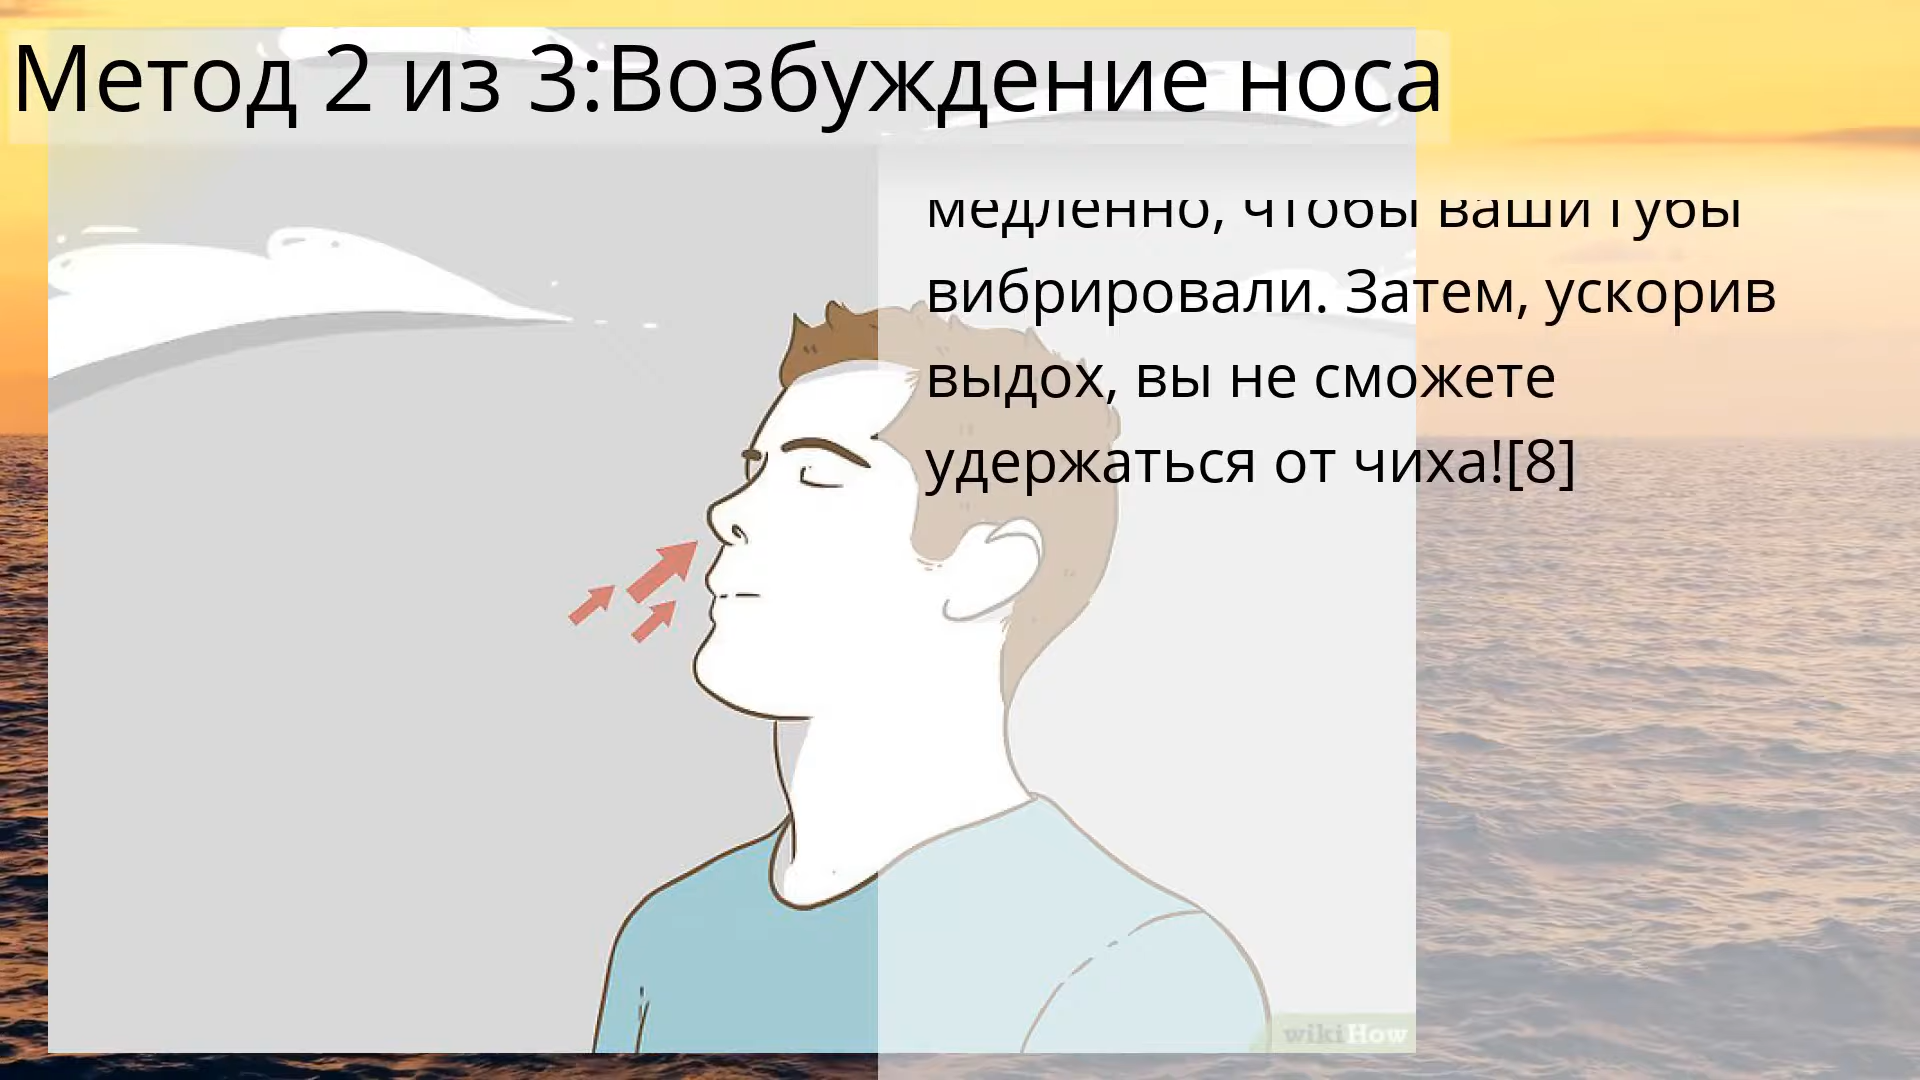 Метод 2 из 3:Возбуждение носа
медленно, чтобы ваши губы
вибрировали. Затем, ускорив
выдох, вы не сможете
удержаться от чиха![8]
wikiHow